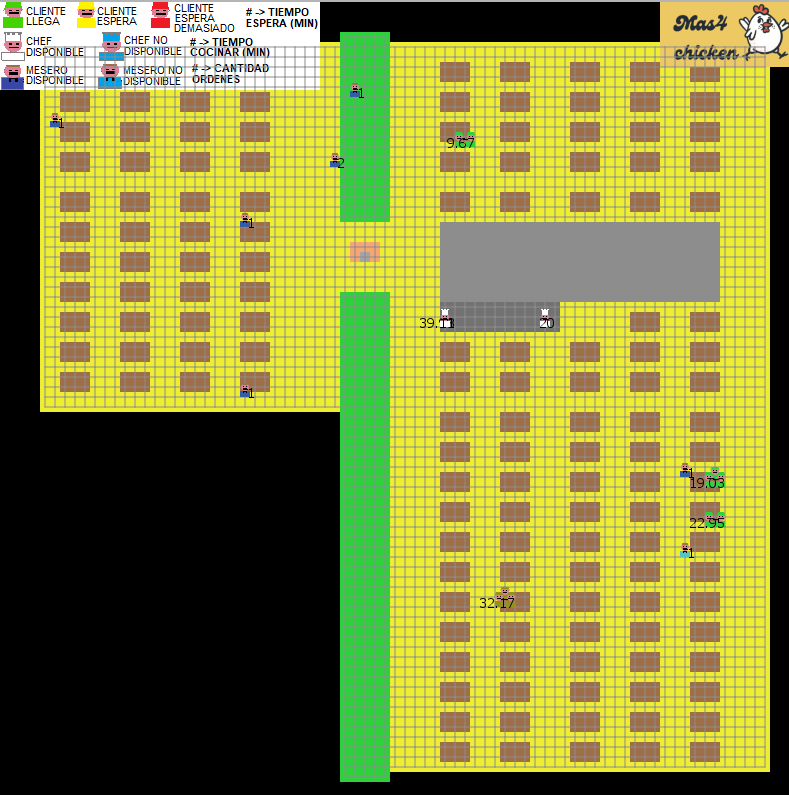 CLIENTE
LLEGA
CLIENTE
ESPERA
CLIENTE
ESPERA
DEMASIADO
# -> TIEMPO
ESPERA (MIN)
CHEF
DISPONIBLE
CHEF NO
DISPONIBLE
# -> TIEMPO
COCINAR (MIN)
MESERO
DISPONIBLE
MESERO NO
DISPONIBLE
# -> CANTIDAD
ORDENES
Mas4
chicken
1
1
9.67
2
1
20
1
1
19.03
22.95
1
32.17